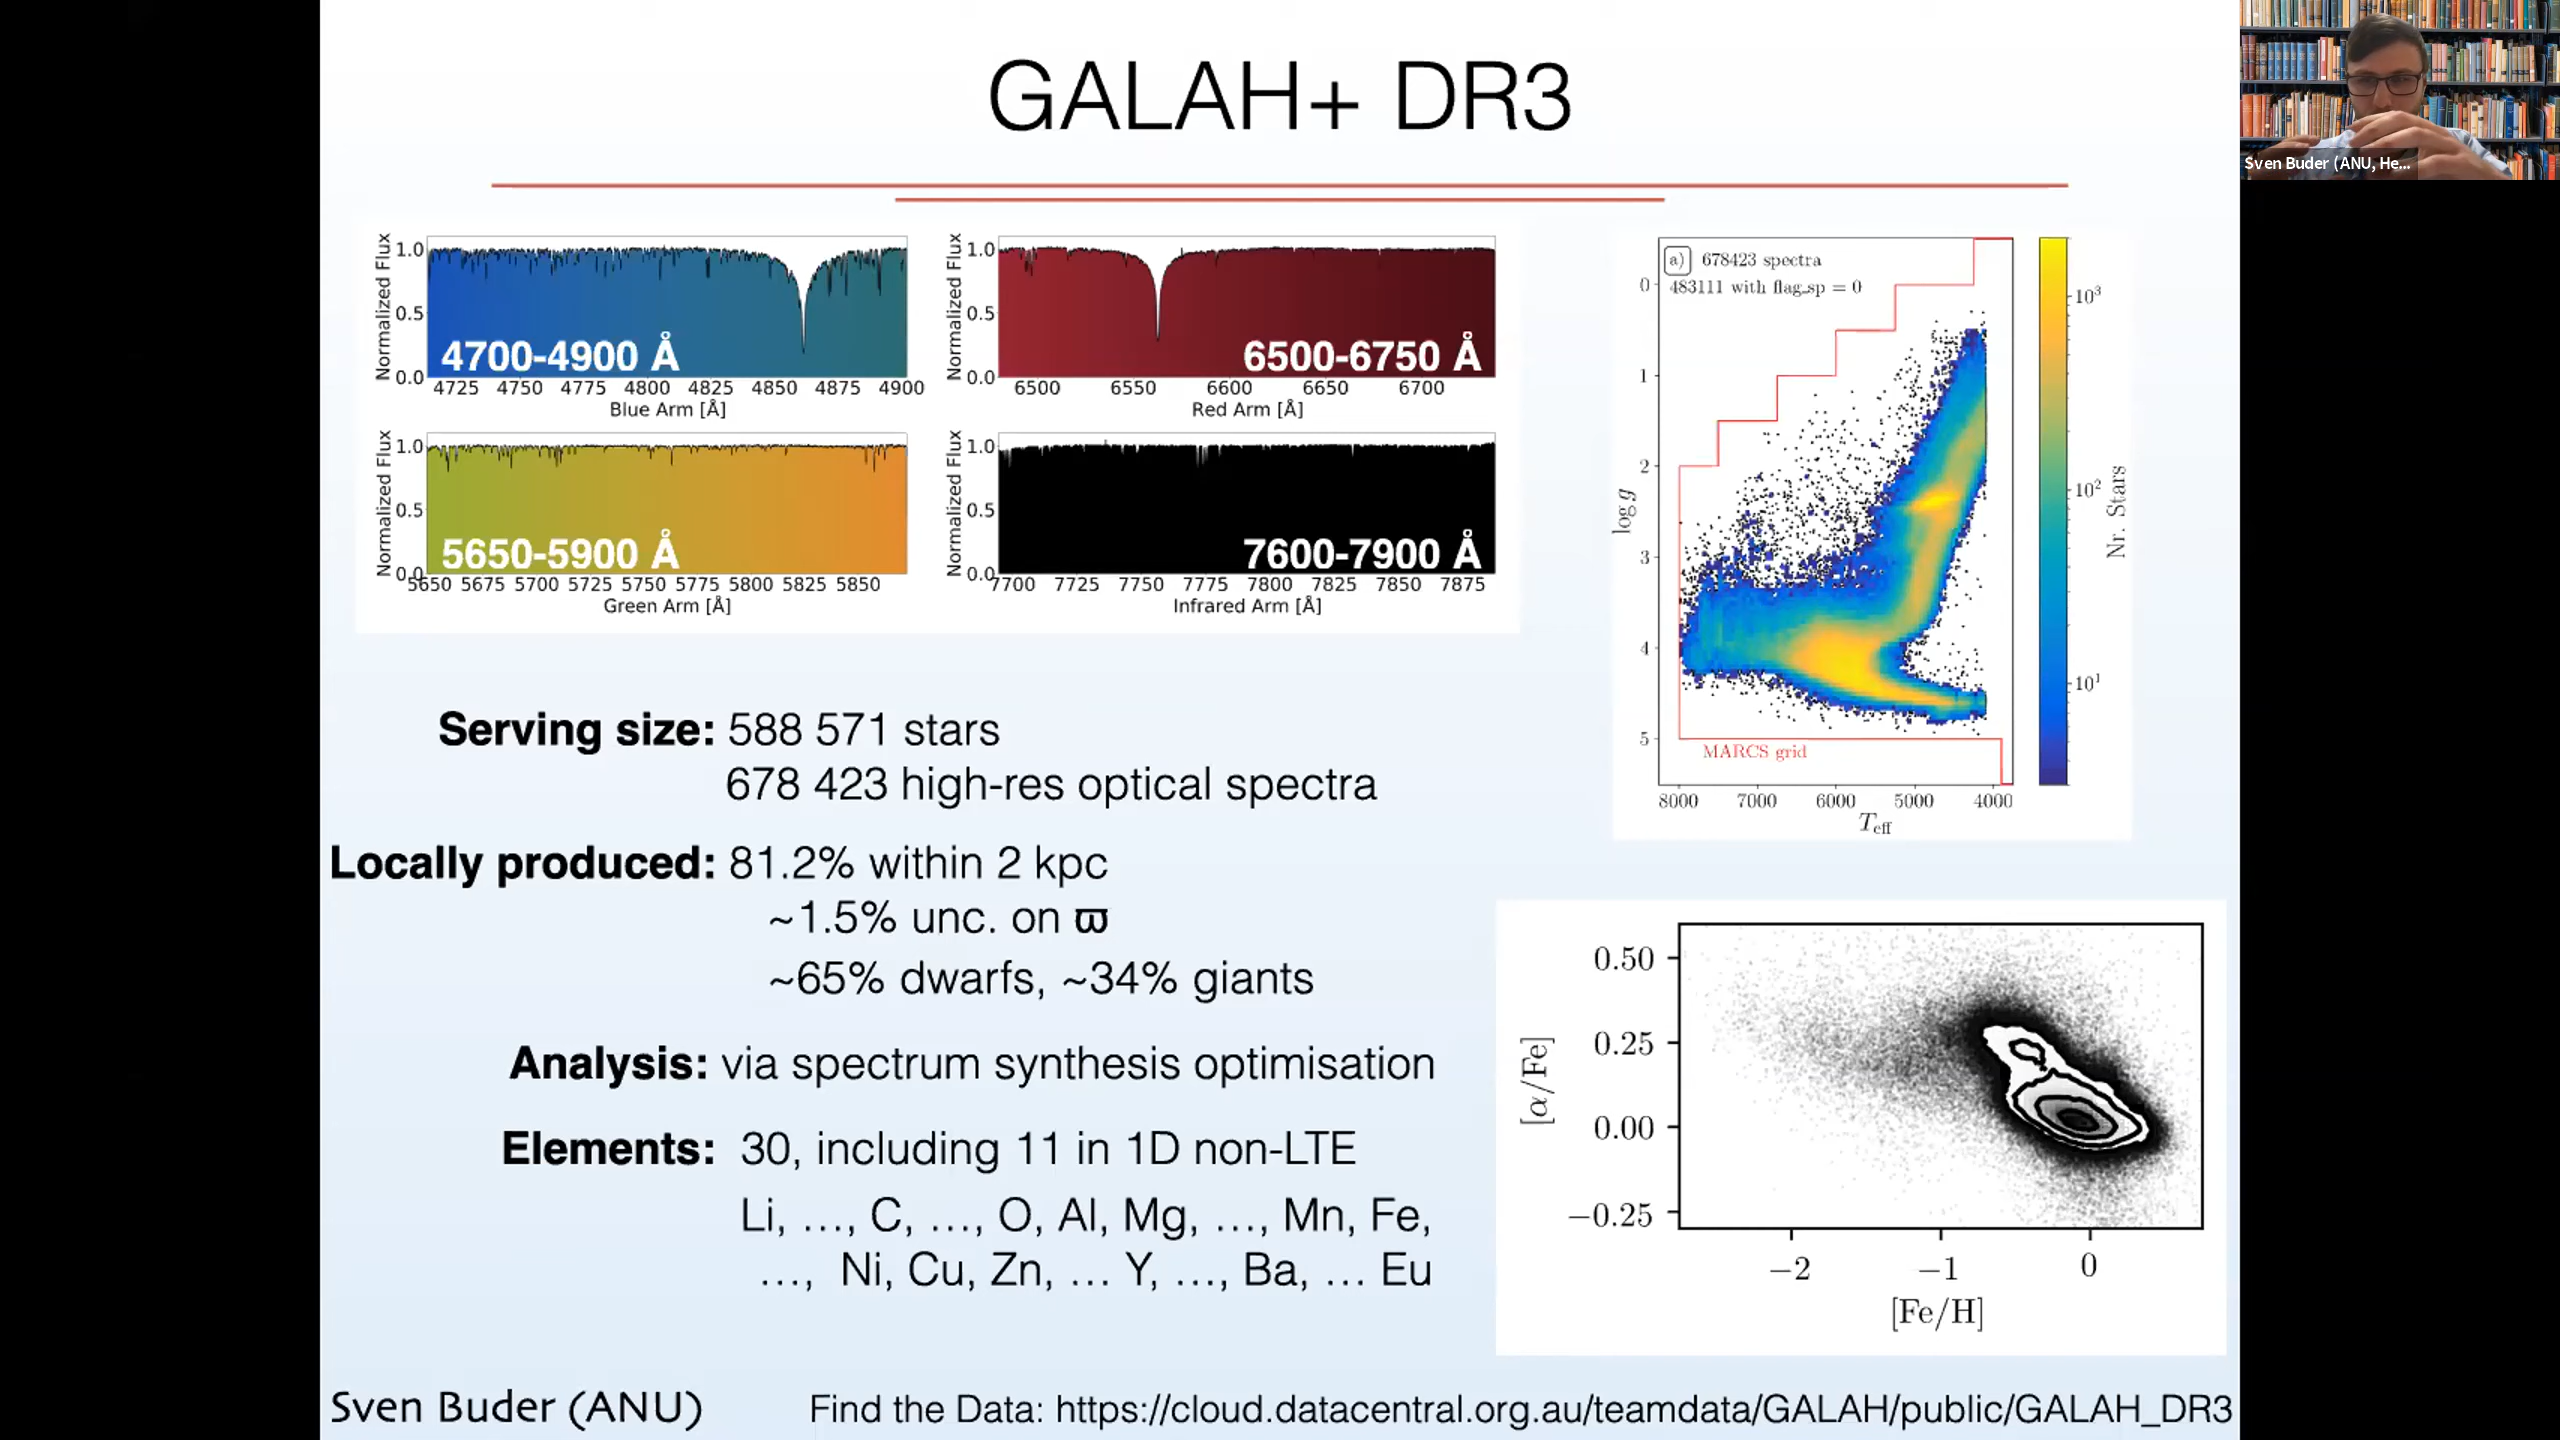 GALAH+ DR3
Sven Buder (ANU, He...
Normalized Flux
1.0
0.5
0.0
4700-4900 Å
4725 4750 4775 4800 4825 4850 4875 4900
Blue Arm [Å]
Normalized Flux
1.0
0.5
0.0
6500-6750 Å
6500 6550 6600 6650 6700
Red Arm [Å]
Normalized Flux
1.0
0.5
0.0
5650-5900 Å
5650 5675 5700 5725 5750 5775 5800 5825 5850
Green Arm [Å]
Normalized Flux
1.0
0.5
0.0
7600-7900 Å
7700 7725 7750 7775 7800 7825 7850 7875
Infrared Arm [Å]
a) 678423 spectra
483111 with flag_sp = 0
log g
0
1
2
3
4
5
MARCS grid
8000 7000 6000 5000 4000
Teff
10³
10²
10¹
Nr. Stars
Serving size: 588 571 stars
678 423 high-res optical spectra
Locally produced: 81.2% within 2 kpc
~1.5% unc. on ϖ
~65% dwarfs, ~34% giants
Analysis: via spectrum synthesis optimisation
Elements: 30, including 11 in 1D non-LTE
Li, …, C, …, O, Al, Mg, …, Mn, Fe,
…, Ni, Cu, Zn, … Y, …, Ba, … Eu
[α/Fe]
0.50
0.25
0.00
−0.25
−2 −1 0
[Fe/H]
Sven Buder (ANU)
Find the Data: https://cloud.datacentral.org.au/teamdata/GALAH/public/GALAH_DR3